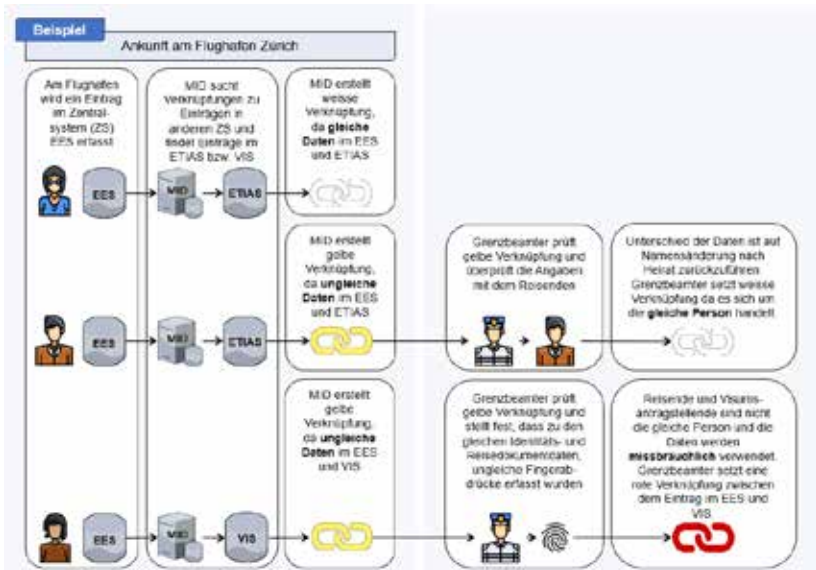 Beispiel
Ankunft am Flughafen Zürich
Am Flughafen
wird ein Eintrag
im Zentral-
system (ZS)
EES erfasst
MID sucht
Verknüpfungen zu
Einträgen in
anderen ZS und
findet Einträge im
ETIAS bzw. VIS
MID erstellt
weisse
Verknüpfung,
da gleiche
Daten im EES
und ETIAS
EES
MID
ETIAS
MID erstellt
gelbe
Verknüpfung,
da ungleiche
Daten im EES
und ETIAS
Grenzbeamter prüft
gelbe Verknüpfung und
überprüft die Angaben
mit dem Reisenden
Unterschied der Daten ist auf
Namensänderung nach
Heirat zurückzuführen
Grenzbeamter setzt weisse
Verknüpfung da es sich um
die gleiche Person handelt
EES
MID
ETIAS
MID erstellt
gelbe
Verknüpfung,
da ungleiche
Daten im EES
und VIS
Grenzbeamter prüft
gelbe Verknüpfung und
stellt fest, dass zu den
gleichen Identitäts- und
Reisedokumentdaten,
ungleiche Fingerab-
drücke erfasst wurden
Reisende und Visums-
antragstellende sind nicht
die gleiche Person und die
Daten werden
missbräuchlich verwendet.
Grenzbeamter setzt eine
rote Verknüpfung zwischen
dem Eintrag im EES und
VIS
EES
MID
VIS